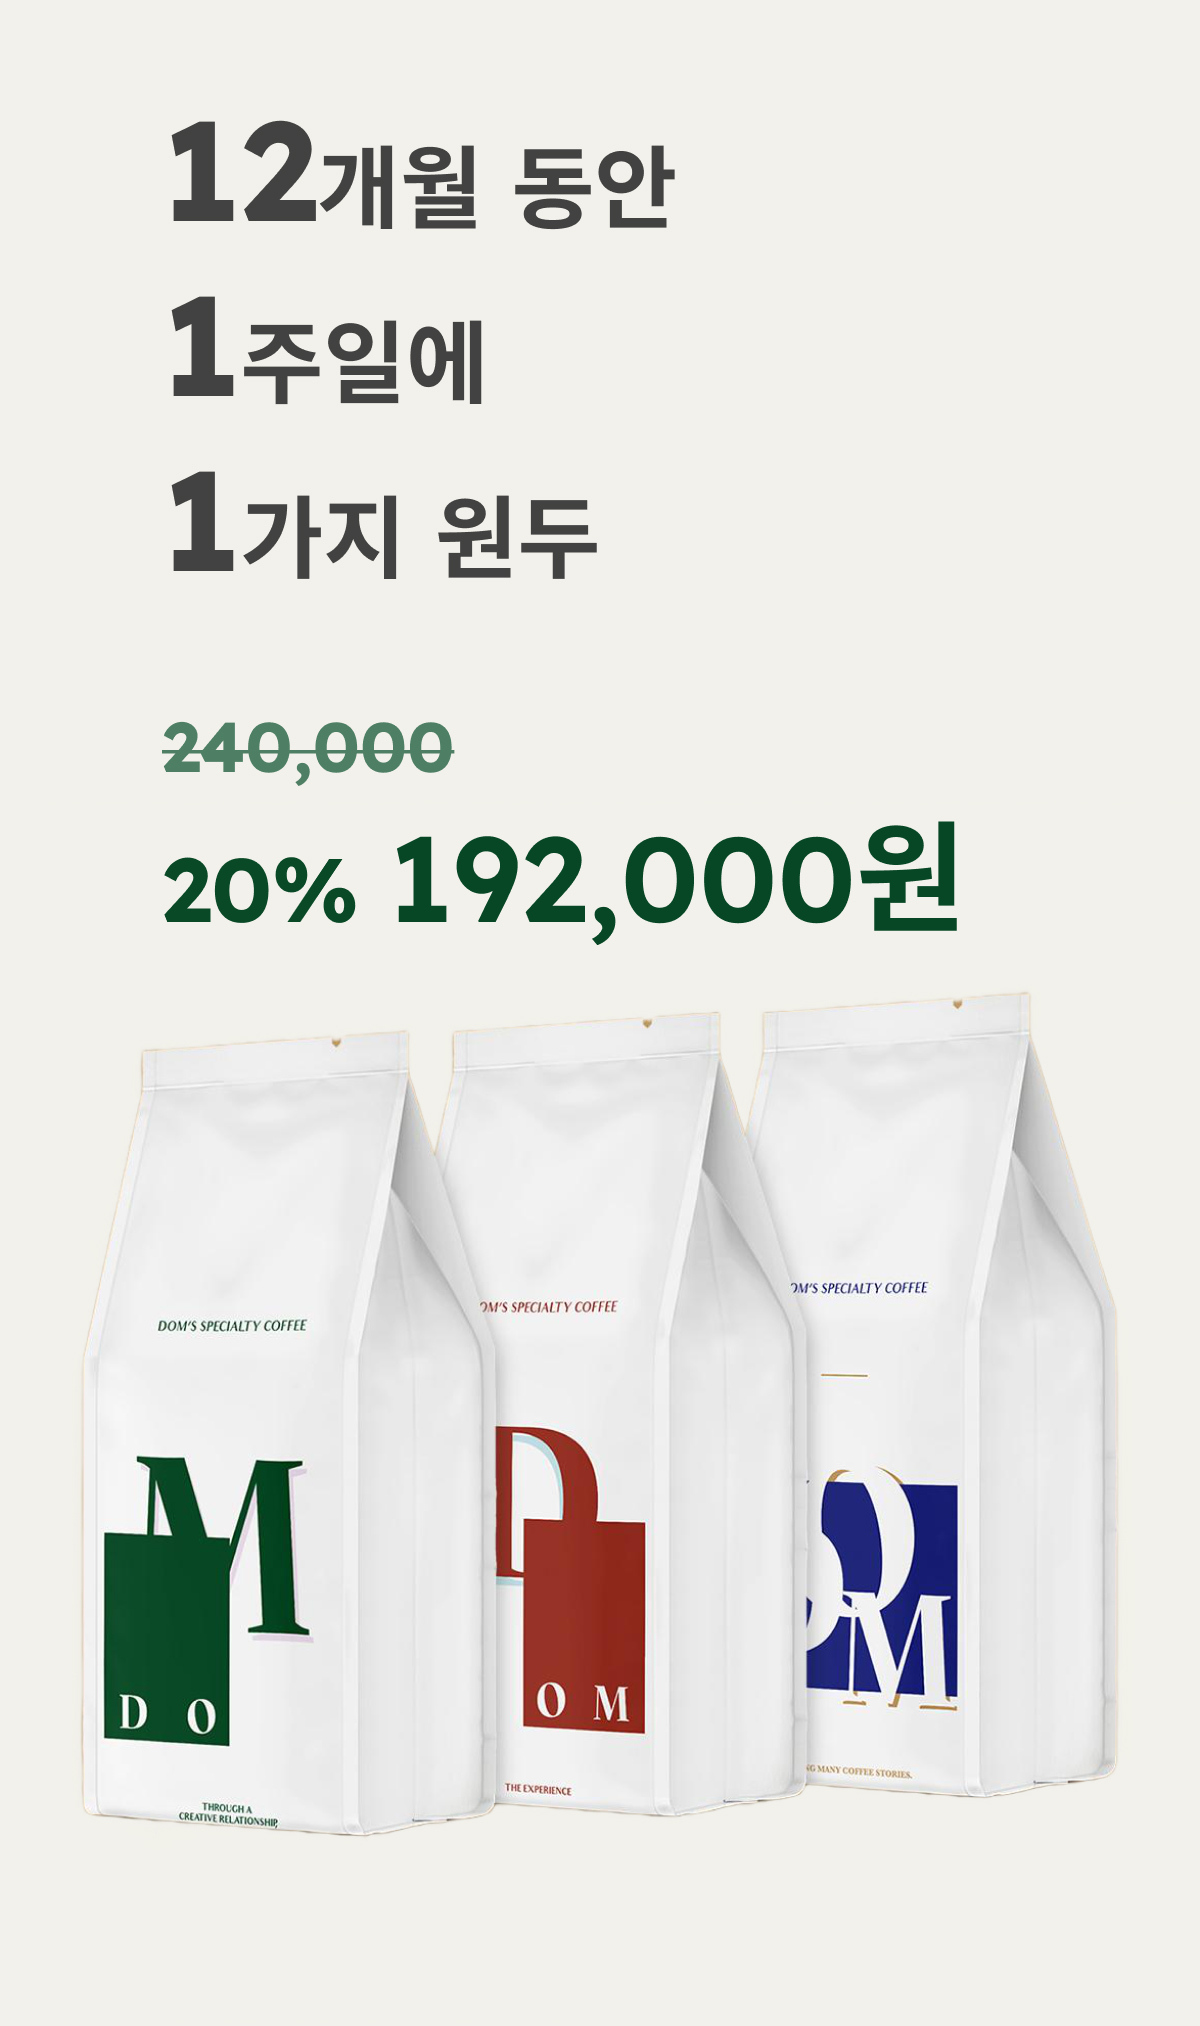 12개월 동안
1주일에
1가지 원두
240,000
20% 192,000원
DOM'S SPECIALTY COFFEE
M
D O
THROUGH A
CREATIVE RELATIONSHIP,
OM'S SPECIALTY COFFEE
D
O M
THE EXPERIENCE
OM'S SPECIALTY COFFEE
O
M
NG MANY COFFEE STORIES.